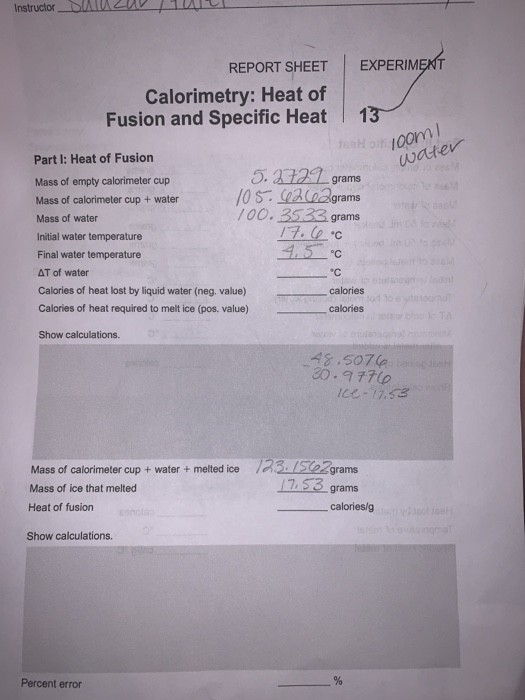 Instructor
REPORT SHEET EXPERIMENT
Calorimetry: Heat of
Fusion and Specific Heat 13
100ml
water
Part I: Heat of Fusion
Mass of empty calorimeter cup 5.2729 grams
Mass of calorimeter cup + water 105.6262 grams
Mass of water 100.3533 grams
Initial water temperature 17.6 °C
Final water temperature 4.5 °C
ΔT of water °C
Calories of heat lost by liquid water (neg. value) calories
Calories of heat required to melt ice (pos. value) calories
Show calculations.
48.5076
30.9776
Ice-17.53
Mass of calorimeter cup + water + melted ice 123.1562 grams
Mass of ice that melted 17.53 grams
Heat of fusion calories/g
Show calculations.
Percent error %